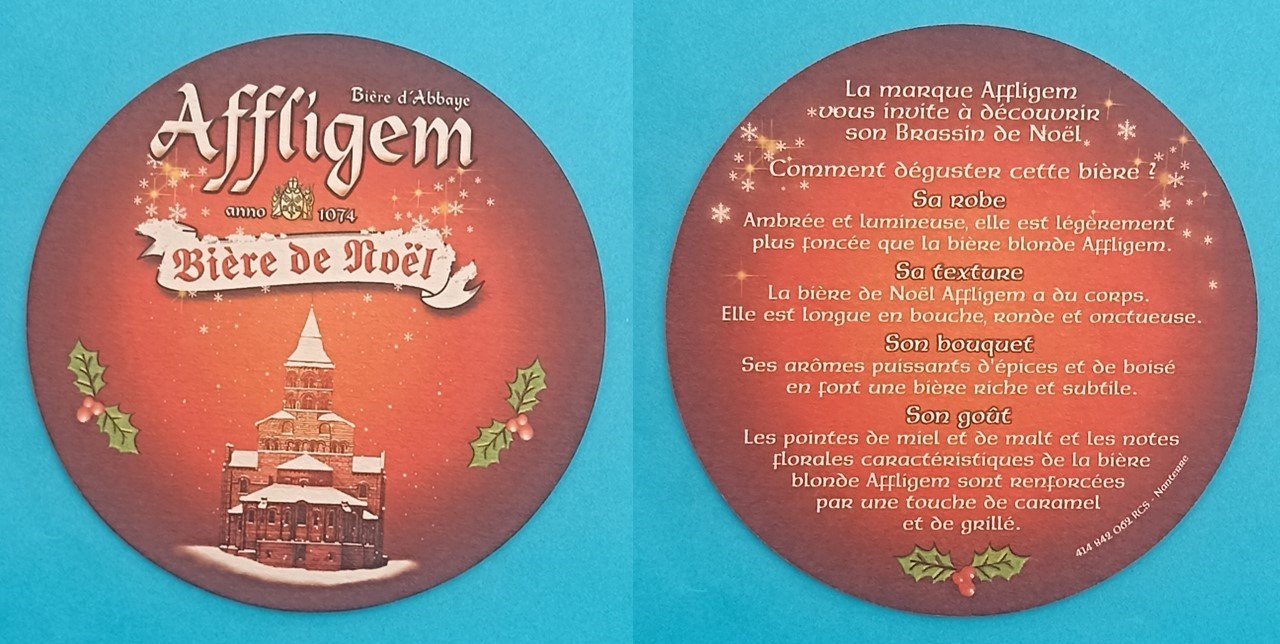 Bière d'Abbaye
Affligem
anno 1074
Bière de Noël
La marque Affligem
vous invite à découvrir
son Brassin de Noël.
Comment déguster cette bière ?
Sa robe
Ambrée et lumineuse, elle est légèrement
plus foncée que la bière blonde Affligem.
Sa texture
La bière de Noël Affligem a du corps.
Elle est longue en bouche, ronde et onctueuse.
Son bouquet
Ses arômes puissants d'épices et de boisé
en font une bière riche et subtile.
Son goût
Les pointes de miel et de malt et les notes
florales caractéristiques de la bière
blonde Affligem sont renforcées
par une touche de caramel
et de grillé.
414 842 062 RCS - Nanterre